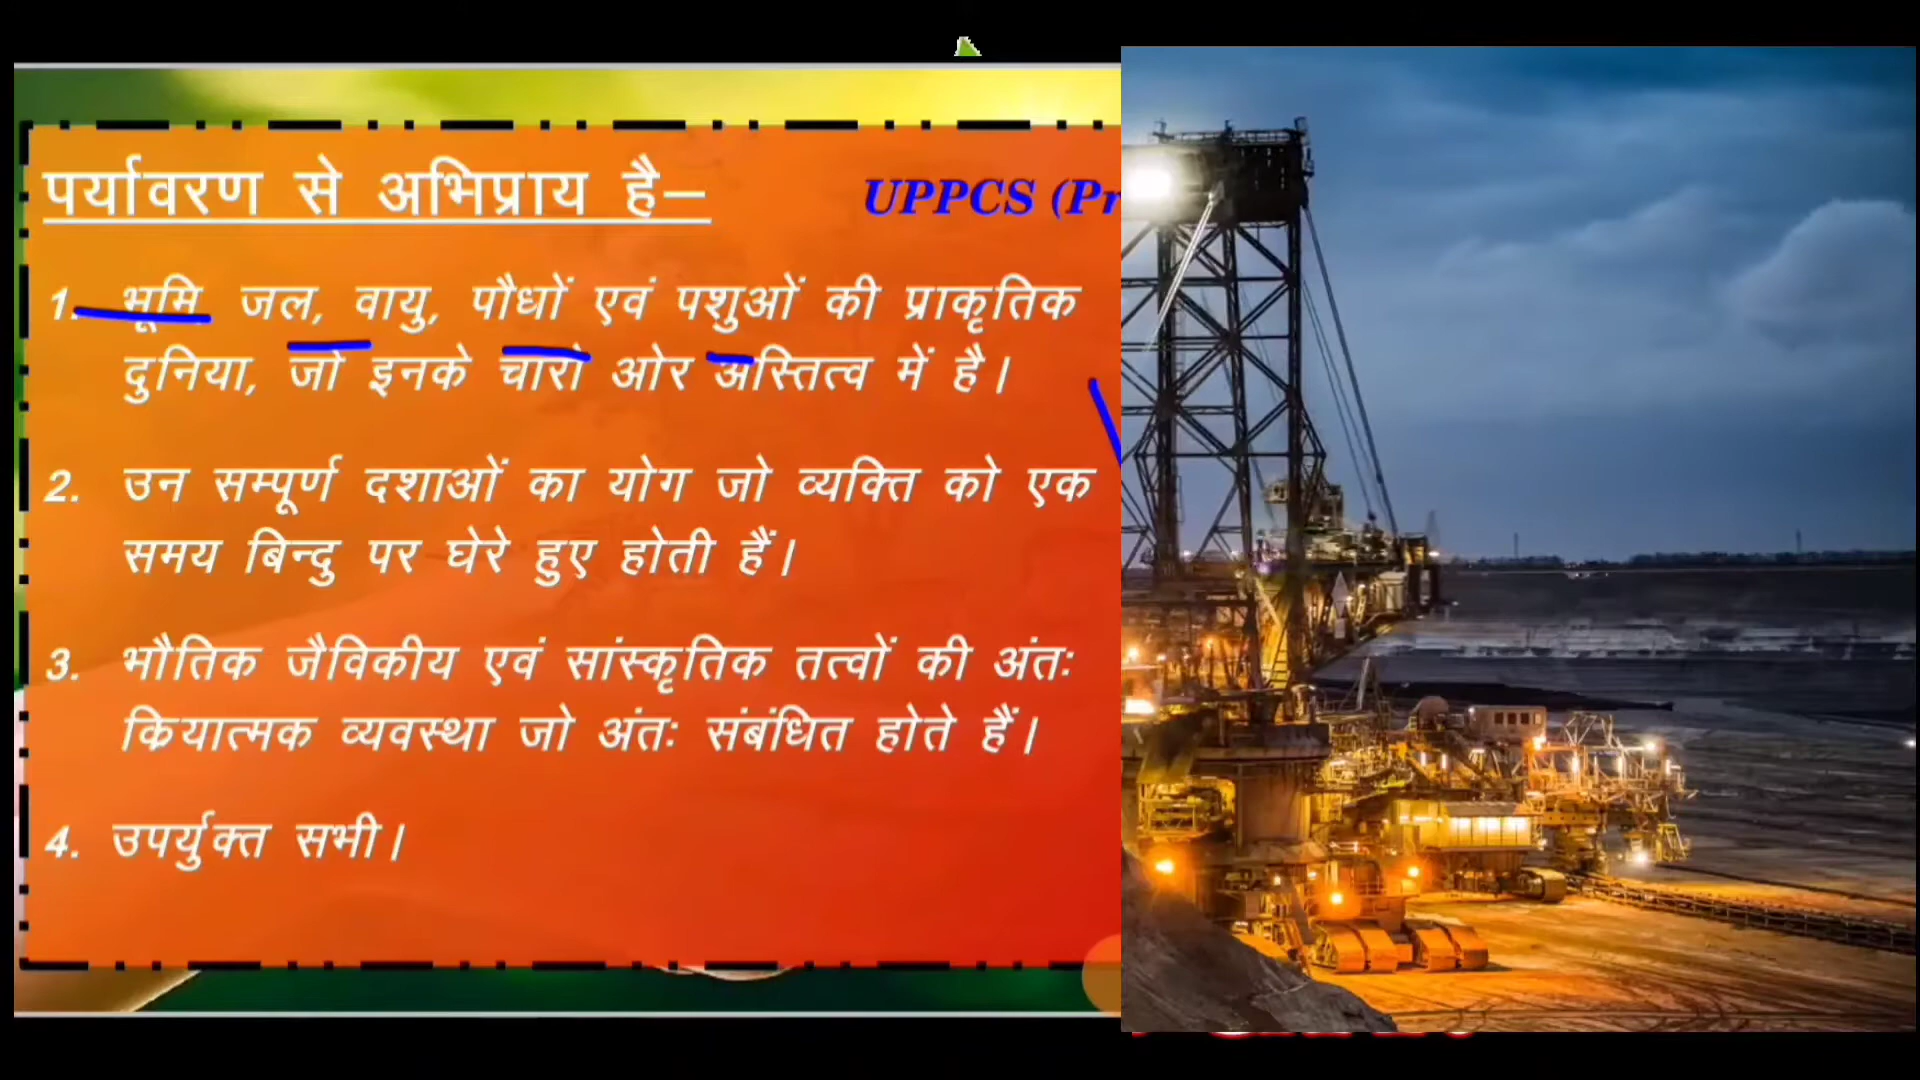 पर्यावरण से अभिप्राय है–
UPPCS (Pr
1. भूमि जल, वायु, पौधों एवं पशुओं की प्राकृतिक
दुनिया, जो इनके चारों ओर अस्तित्व में है।
2. उन सम्पूर्ण दशाओं का योग जो व्यक्ति को एक
समय बिन्दु पर घेरे हुए होती हैं।
3. भौतिक जैविकीय एवं सांस्कृतिक तत्वों की अंतः
कियात्मक व्यवस्था जो अंतः संबंधित होते हैं।
4. उपर्युक्त सभी।